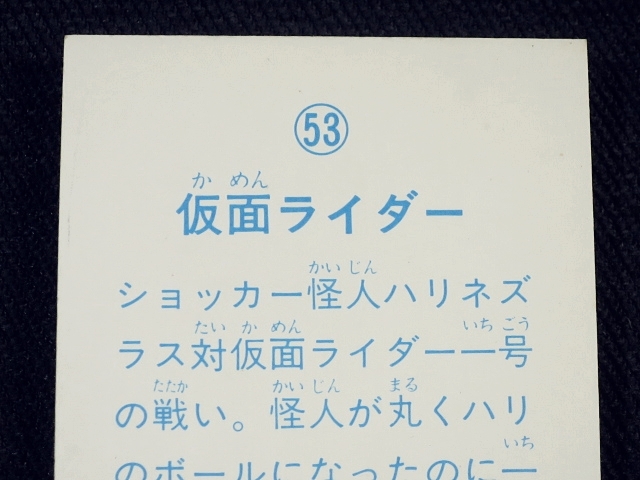 53
かめん
仮面ライダー
かいじん
ショッカー怪人ハリネズ
たいかめん いちごう
ラス対仮面ライダー一号
たたか かいじん まる
の戦い。怪人が丸くハリ
いち
のボールになったのに一